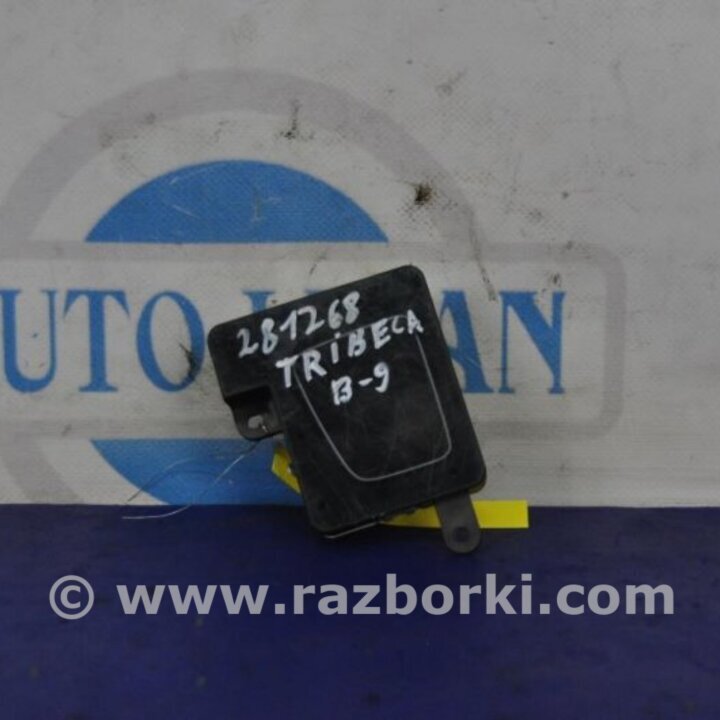 UTO
AN
281268
TRIBECA
B-9
© www.razborki.com